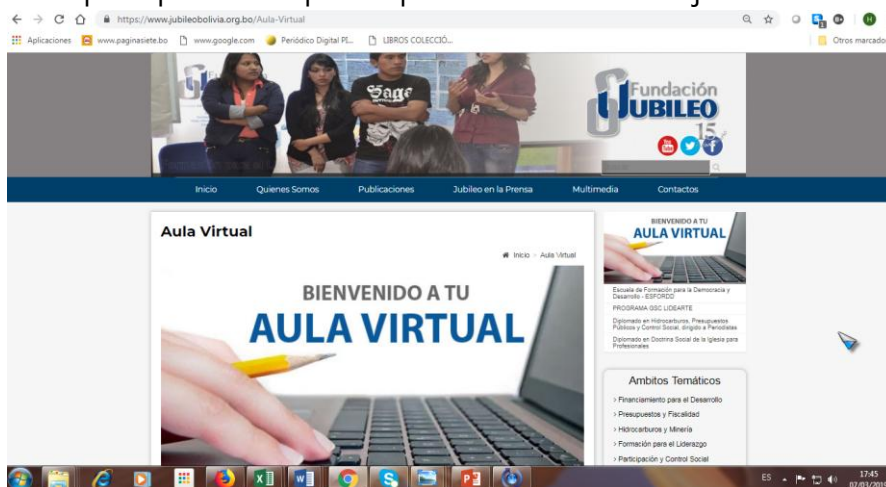 https://www.jubileobolivia.org.bo/Aula-Virtual
Aplicaciones www.paginasiete.bo www.google.com Periódico Digital PI... LIBROS COLECCIÓ... Otros marcado
Fundación
JUBILEO
15
Inicio Quienes Somos Publicaciones Jubileo en la Prensa Multimedia Contactos
Aula Virtual
Inicio > Aula Virtual
BIENVENIDO A TU
AULA VIRTUAL
BIENVENIDO A TU
AULA VIRTUAL
Escuela de Formación para la Democracia y
Desarrollo - ESFORDD
PROGRAMA GSC LIDEARTE
Diplomado en Hidrocarburos, Presupuestos
Públicos y Control Social, dirigido a Periodistas
Diplomado en Doctrina Social de la Iglesia para
Profesionales
Ambitos Temáticos
› Financiamiento para el Desarrollo
› Presupuestos y Fiscalidad
› Hidrocarburos y Minería
› Formación para el Liderazgo
› Participación y Control Social
ES 17:45
07/03/2019